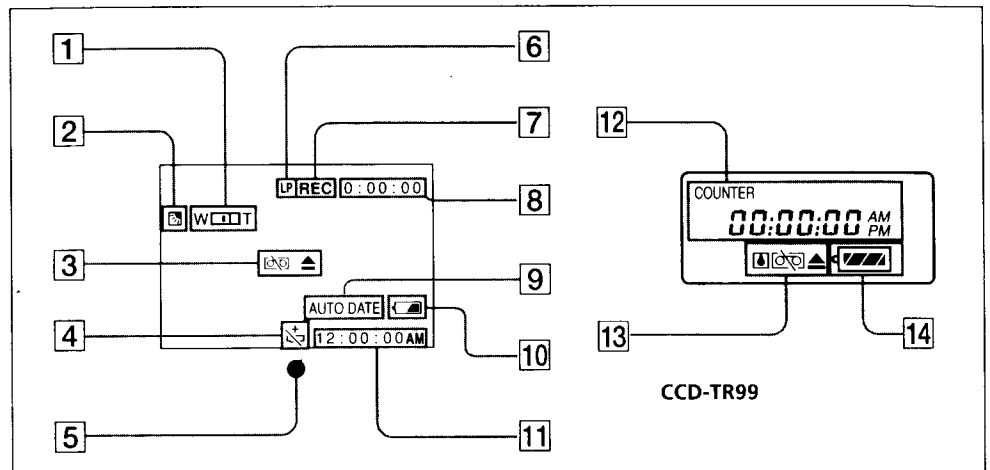 1
6
7
2
12
LP REC 0:00:00
8
W T
COUNTER
00:00:00 AM
PM
3
9
AUTO DATE
4
12:00:00AM
10
13
14
5
11
CCD-TR99